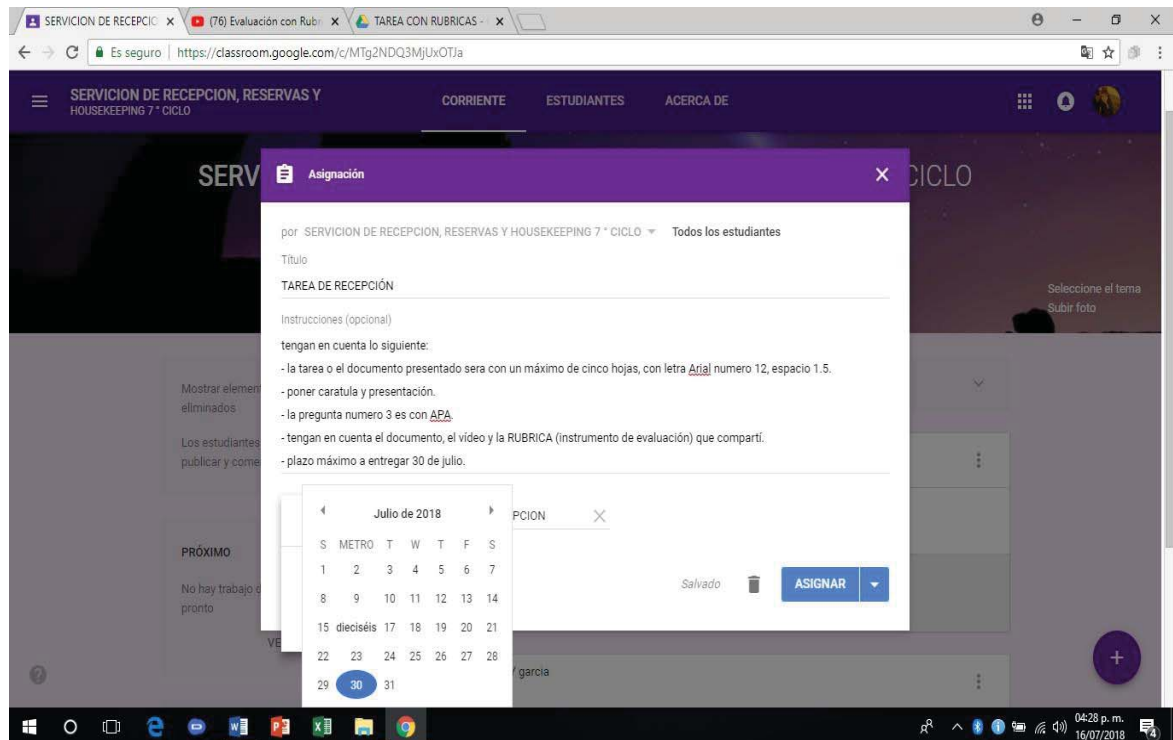 SERVICION DE RECEPCIO
(76) Evaluación con Rubri
TAREA CON RUBRICAS -
Es seguro | https://classroom.google.com/c/MTg2NDQ3MjUxOTJa
SERVICION DE RECEPCION, RESERVAS Y
HOUSEKEEPING 7 ° CICLO
CORRIENTE ESTUDIANTES ACERCA DE
SERV CICLO
Asignación
por SERVICION DE RECEPCION, RESERVAS Y HOUSEKEEPING 7 ° CICLO Todos los estudiantes
Título
TAREA DE RECEPCIÓN
Seleccione el tema
Subir foto
Instrucciones (opcional)
tengan en cuenta lo siguiente:
- la tarea o el documento presentado sera con un máximo de cinco hojas, con letra Arial numero 12, espacio 1.5.
- poner caratula y presentación.
- la pregunta numero 3 es con APA.
- tengan en cuenta el documento, el vídeo y la RUBRICA (instrumento de evaluación) que compartí.
- plazo máximo a entregar 30 de julio.
Mostrar element
eliminados
Los estudiantes
publicar y come
PRÓXIMO
No hay trabajo d
pronto
Julio de 2018
PCION
S METRO T W T F S
1 2 3 4 5 6 7
8 9 10 11 12 13 14
15 dieciséis 17 18 19 20 21
22 23 24 25 26 27 28
29 30 31
Salvado ASIGNAR
VE
garcia
04:28 p. m.
16/07/2018